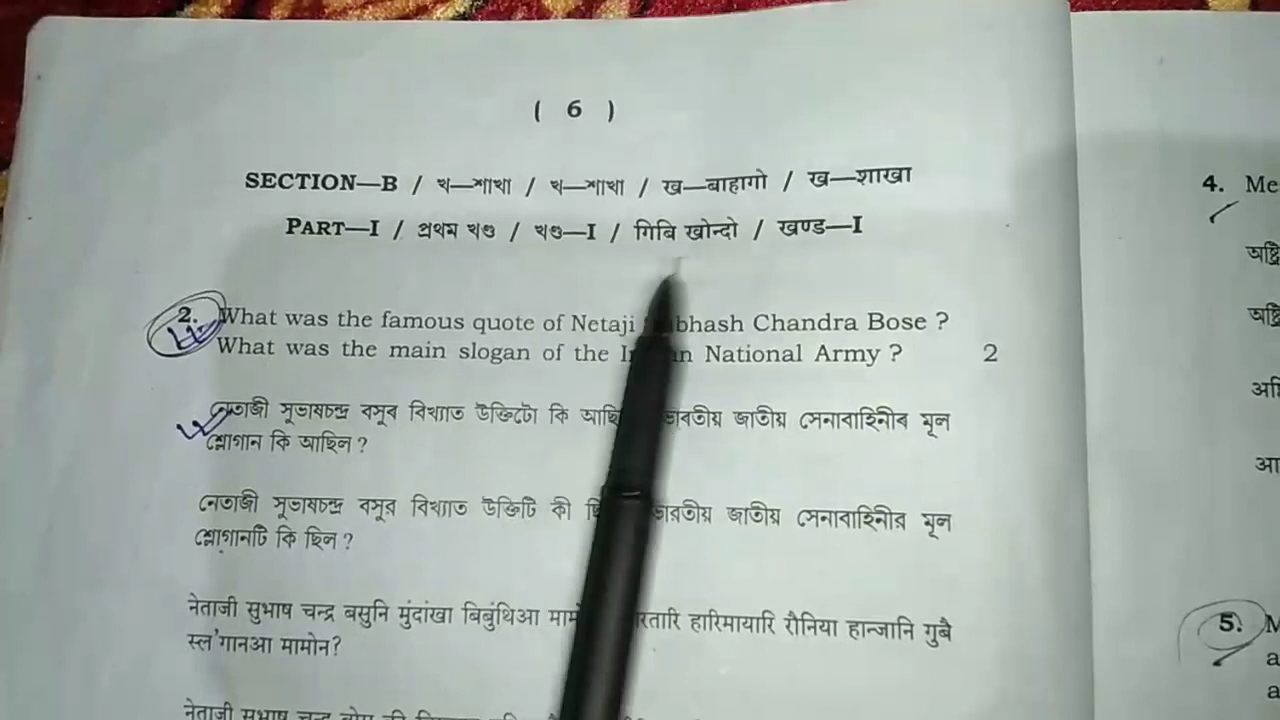 ( 6 )
SECTION—B / খ—শাখা / খ—শাখা / ख—बाहागो / ख—शाखा
PART—I / প্ৰথম খণ্ড / খণ্ড—I / गिबि खोन्दो / खण्ड—I
4. Me
2. What was the famous quote of Netaji bhash Chandra Bose ?
What was the main slogan of the In n National Army ? 2
নেতাজী সুভাষচন্দ্ৰ বসুৰ বিখ্যাত উক্তিটো কি আছি ভাৰতীয় জাতীয় সেনাবাহিনীৰ মূল
শ্লোগান কি আছিল ?
নেতাজী সুভাষচন্দ্র বসুর বিখ্যাত উক্তিটি কী ছি ভারতীয় জাতীয় সেনাবাহিনীর মূল
শ্লোগানটি কি ছিল ?
नेताजी सुभाष चन्द्र बसुनि मुंदांखा बिबुंथिआ मामो रतारि हारिमायारि रौनिया हान्जानि गुबै
स्ल'गानआ मामोन?
नेताजी सुभाष चन्द्र बोस की
5. M
a
a